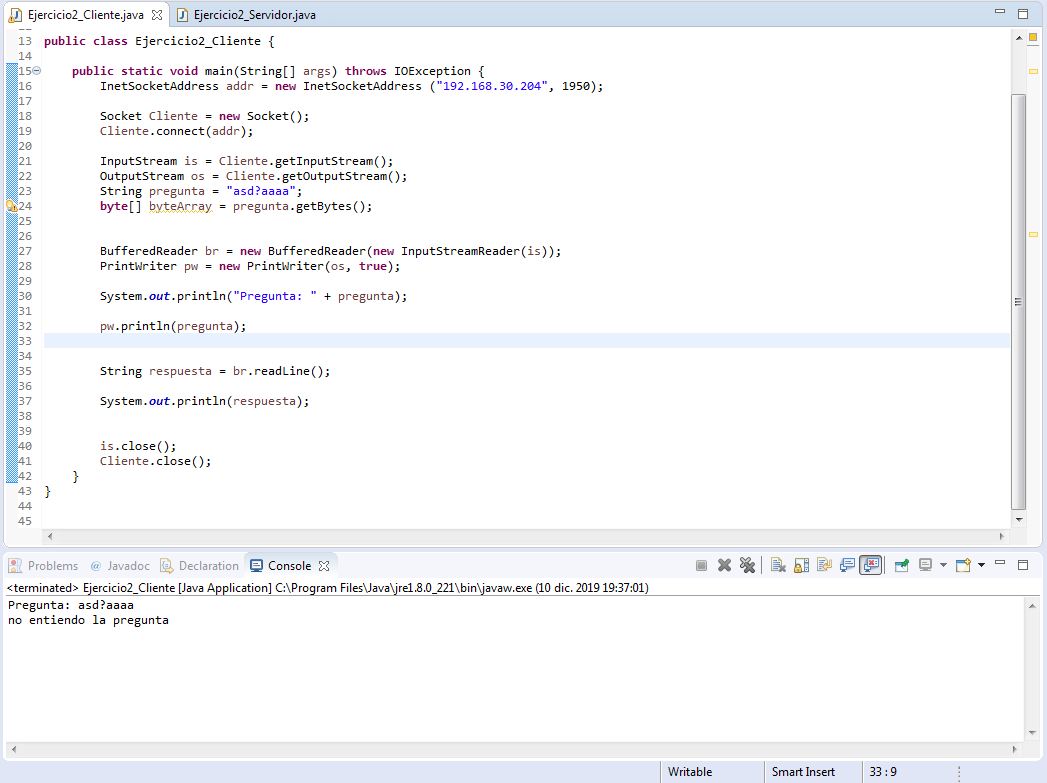 Ejercicio2_Cliente.java Ejercicio2_Servidor.java
13 public class Ejercicio2_Cliente {
14
15 public static void main(String[] args) throws IOException {
16 InetSocketAddress addr = new InetSocketAddress ("192.168.30.204", 1950);
17
18 Socket Cliente = new Socket();
19 Cliente.connect(addr);
20
21 InputStream is = Cliente.getInputStream();
22 OutputStream os = Cliente.getOutputStream();
23 String pregunta = "asd?aaaa";
24 byte[] byteArray = pregunta.getBytes();
25
26
27 BufferedReader br = new BufferedReader(new InputStreamReader(is));
28 PrintWriter pw = new PrintWriter(os, true);
29
30 System.out.println("Pregunta: " + pregunta);
31
32 pw.println(pregunta);
33
34
35 String respuesta = br.readLine();
36
37 System.out.println(respuesta);
38
39
40 is.close();
41 Cliente.close();
42 }
43 }
44
45
Problems @ Javadoc Declaration Console
<terminated> Ejercicio2_Cliente [Java Application] C:\Program Files\Java\jre1.8.0_221\bin\javaw.exe (10 dic. 2019 19:37:01)
Pregunta: asd?aaaa
no entiendo la pregunta
Writable Smart Insert 33 : 9